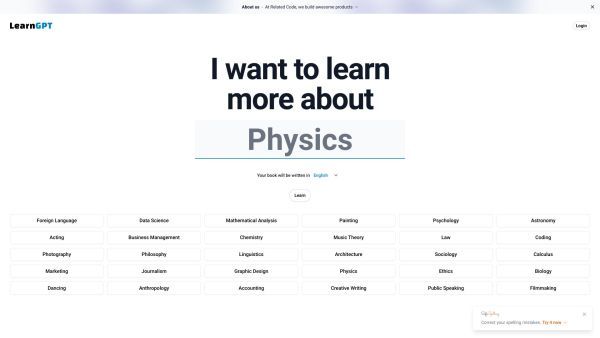 About us - At Related Code, we build awesome products →
LearnGPT
Login
I want to learn
more about
Physics
Your book will be written in English
Learn
Foreign Language
Data Science
Mathematical Analysis
Painting
Psychology
Astronomy
Acting
Business Management
Chemistry
Music Theory
Law
Coding
Photography
Philosophy
Linguistics
Architecture
Sociology
Calculus
Marketing
Journalism
Graphic Design
Physics
Ethics
Biology
Dancing
Anthropology
Accounting
Creative Writing
Public Speaking
Filmmaking
Correct your spelling mistakes. Try it now →